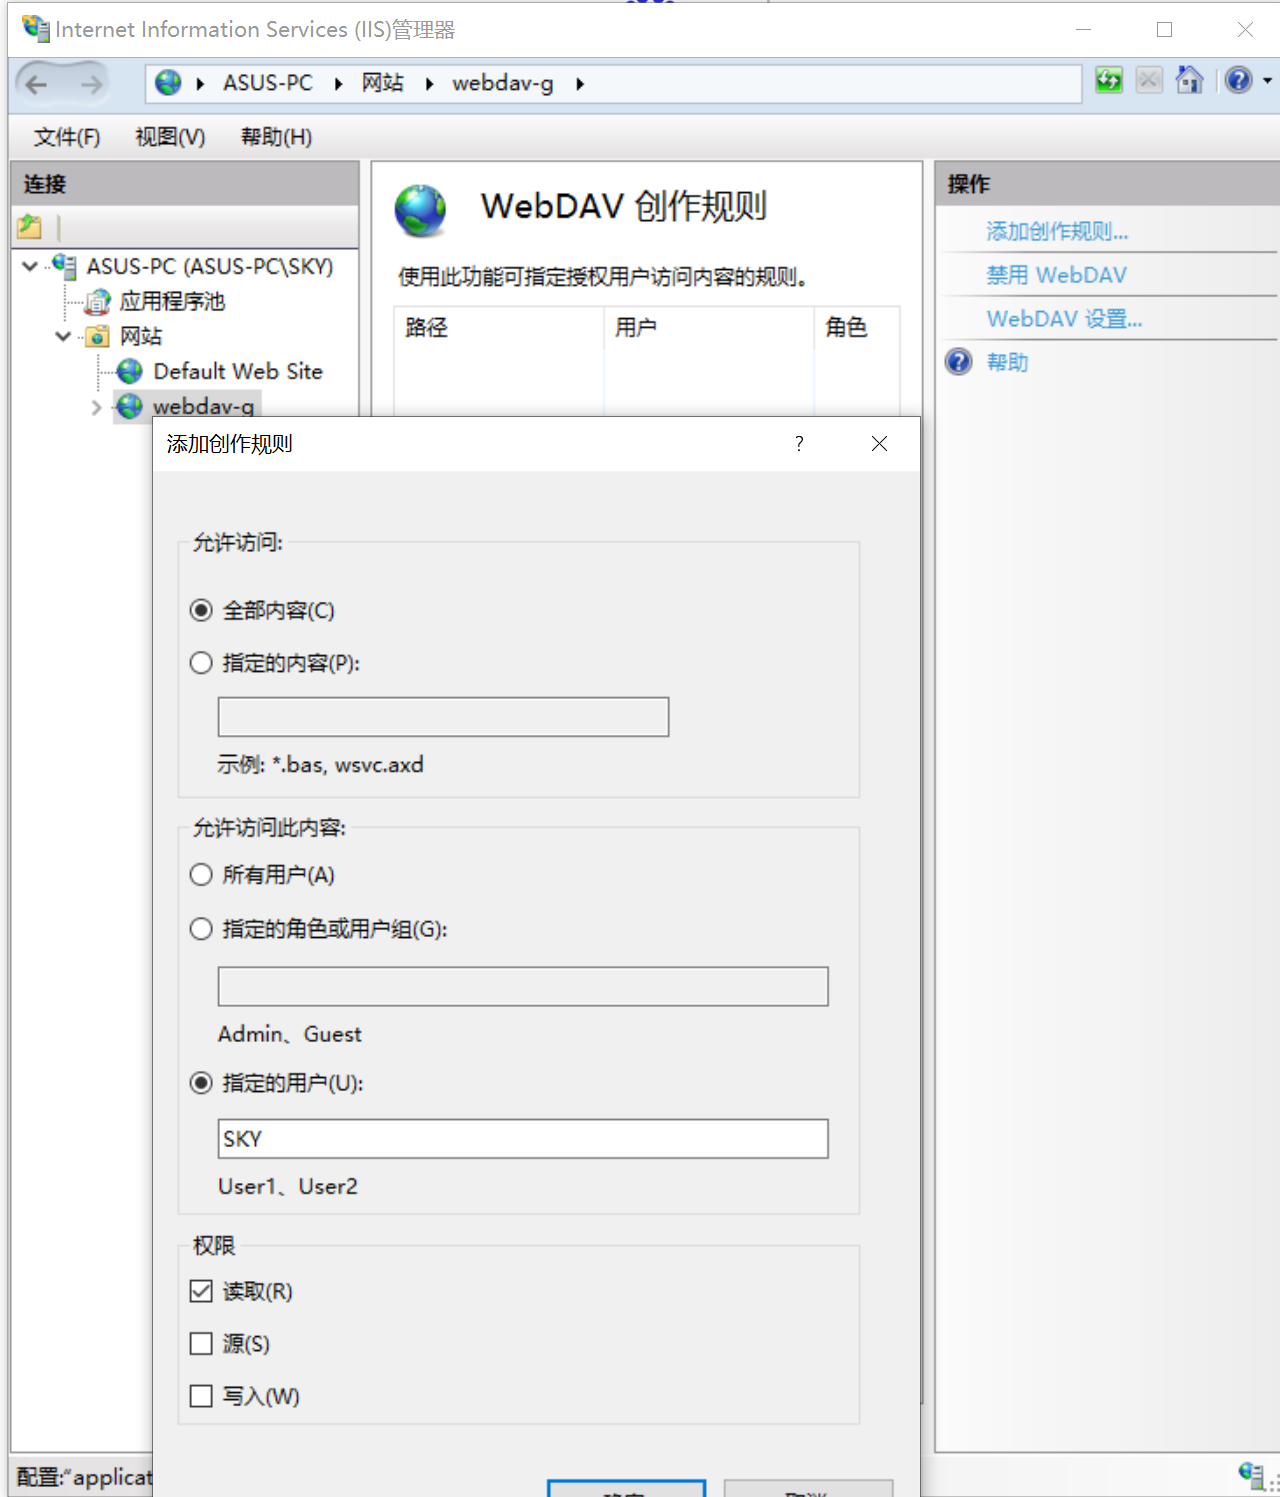 Internet Information Services (IIS)管理器
ASUS-PC 网站 webdav-g
文件(F) 视图(V) 帮助(H)
连接
ASUS-PC (ASUS-PC\SKY)
应用程序池
网站
Default Web Site
webdav-g
WebDAV 创作规则
使用此功能可指定授权用户访问内容的规则。
路径 用户 角色
操作
添加创作规则...
禁用 WebDAV
WebDAV 设置...
帮助
添加创作规则
允许访问:
全部内容(C)
指定的内容(P):
示例: *.bas, wsvc.axd
允许访问此内容:
所有用户(A)
指定的角色或用户组(G):
Admin、Guest
指定的用户(U):
SKY
User1、User2
权限
读取(R)
源(S)
写入(W)
配置:“applicat